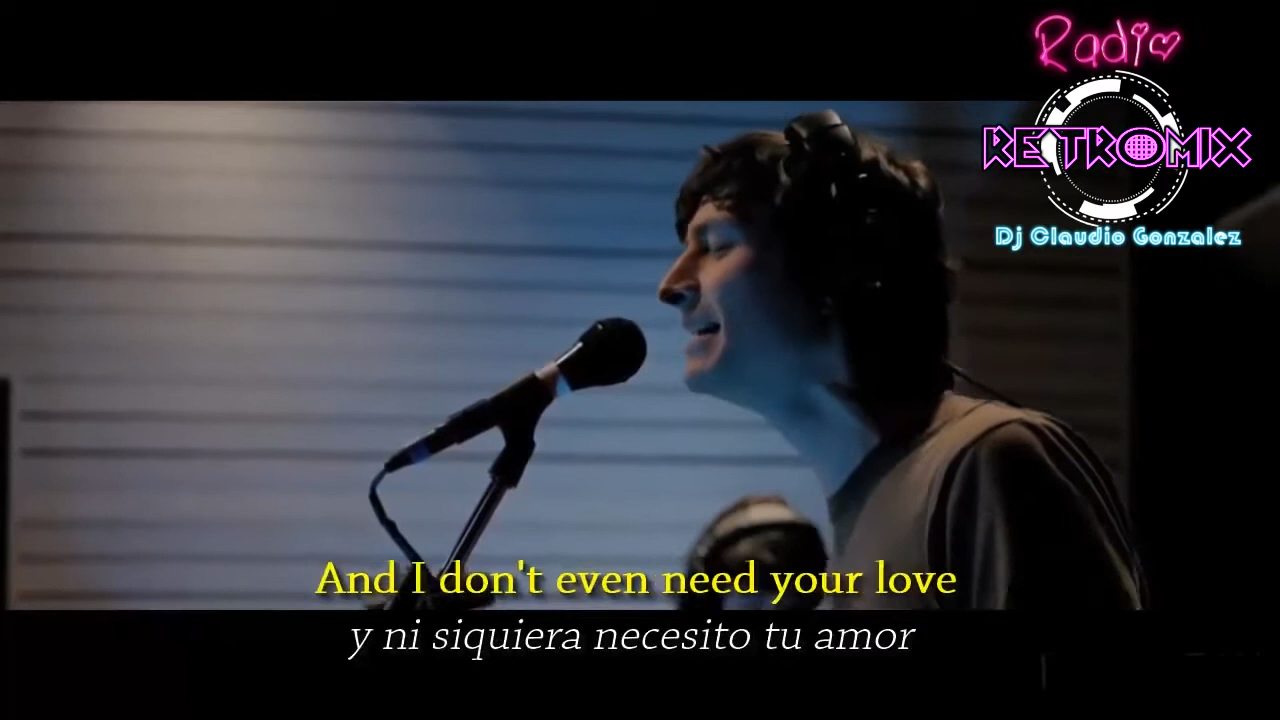 Radio
RETROMIX
Dj Claudio Gonzalez
And I don't even need your love
y ni siquiera necesito tu amor